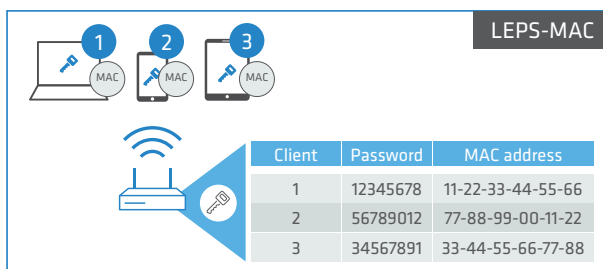 LEPS-MAC
1 2 3
MAC MAC MAC
Client Password MAC address
1 12345678 11-22-33-44-55-66
2 56789012 77-88-99-00-11-22
3 34567891 33-44-55-66-77-88